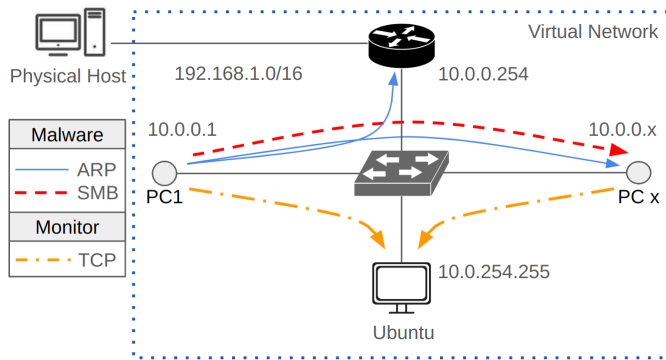 Virtual Network
Physical Host
192.168.1.0/16
10.0.0.254
10.0.0.1
10.0.0.x
Malware
ARP
SMB
PC1
PC x
Monitor
TCP
10.0.254.255
Ubuntu